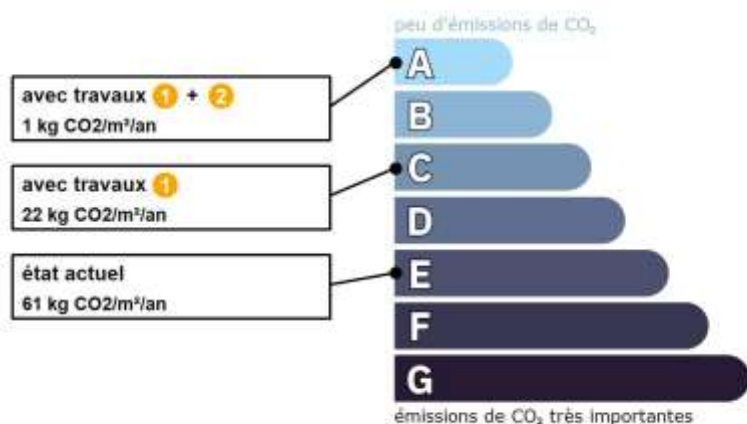 peu d'émissions de CO₂
A
avec travaux 1 + 2
1 kg CO2/m²/an
B
C
avec travaux 1
22 kg CO2/m²/an
D
état actuel
61 kg CO2/m²/an
E
F
G
émissions de CO₂ très importantes